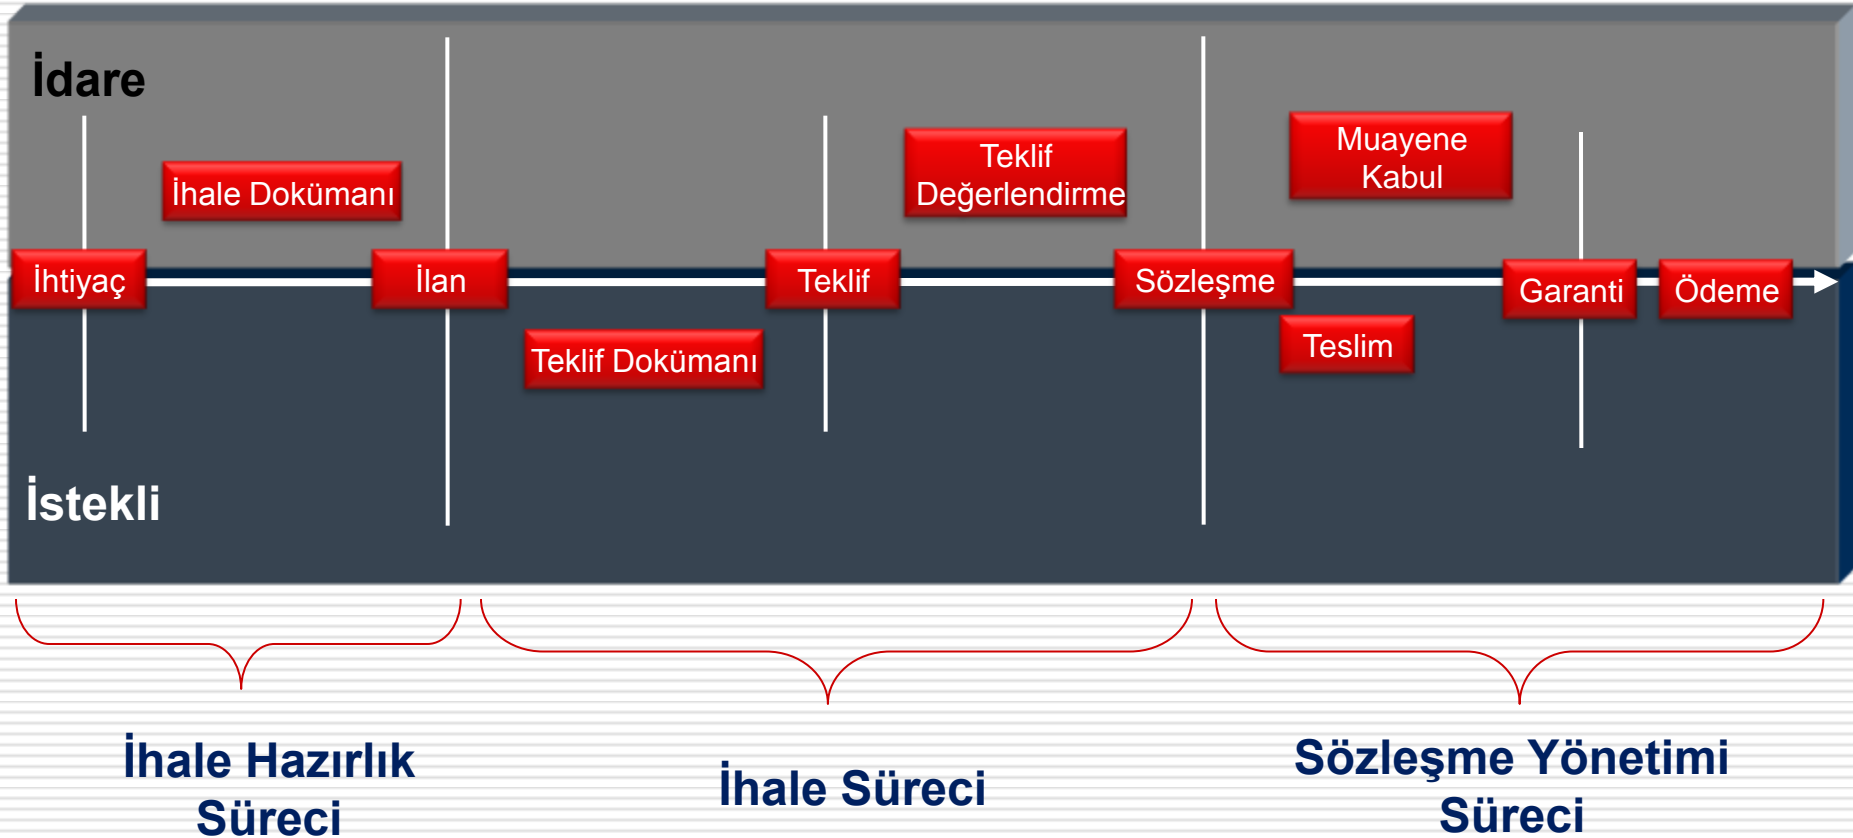 İdare
İhale Dokümanı
Teklif
Değerlendirme
Muayene
Kabul
İhtiyaç
İlan
Teklif
Sözleşme
Garanti
Ödeme
Teklif Dokümanı
Teslim
İstekli
İhale Hazırlık
Süreci
İhale Süreci
Sözleşme Yönetimi
Süreci